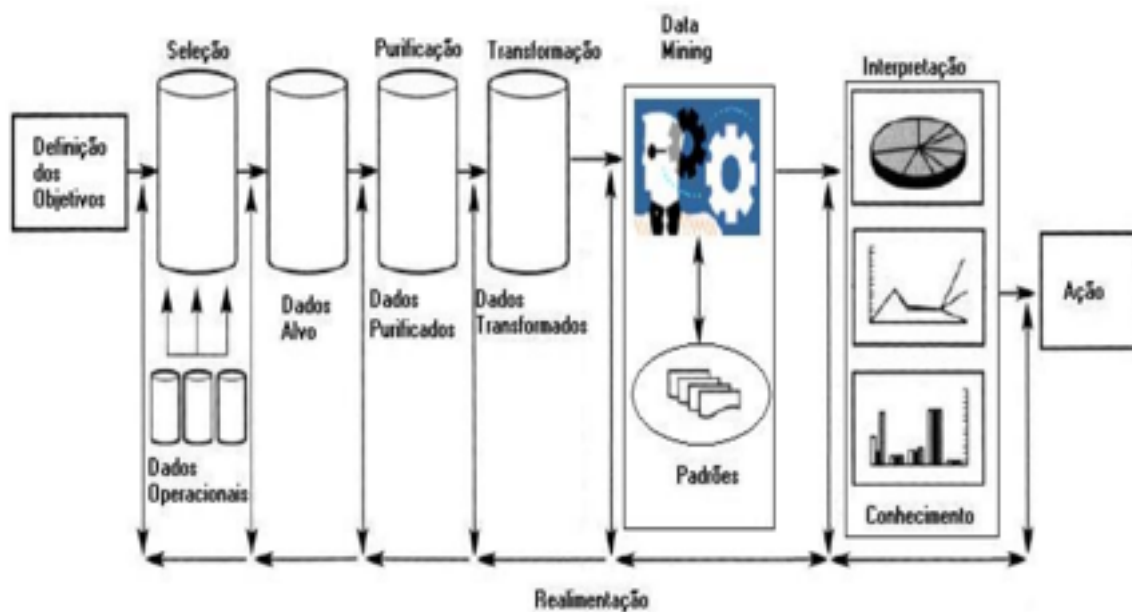 Data
Mining
Seleção
Purificação
Transformação
Interpretação
Definição
dos
Objetivos
Dados
Alvo
Dados
Purificados
Dados
Transformados
Ação
Dados
Operacionais
Padrões
Conhecimento
Realimentação